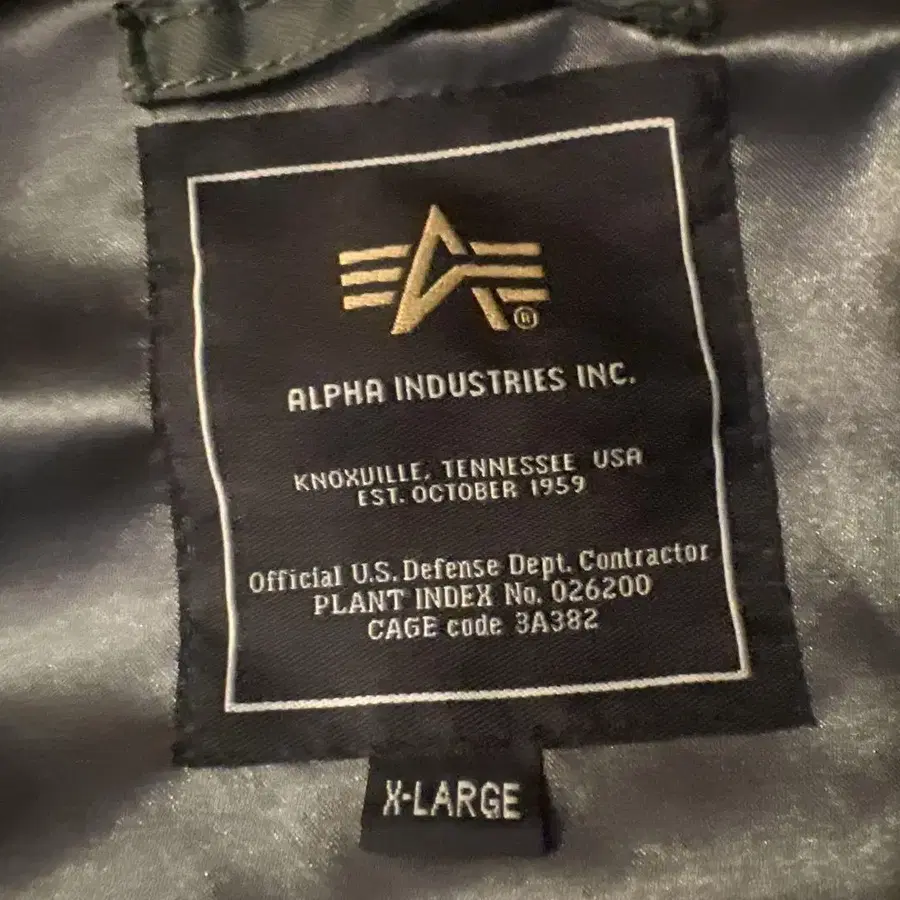 ALPHA INDUSTRIES INC.
KNOXVILLE, TENNESSEE USA
EST. OCTOBER 1959
Official U.S. Defense Dept. Contractor
PLANT INDEX No. 026200
CAGE code 3A382
X-LARGE